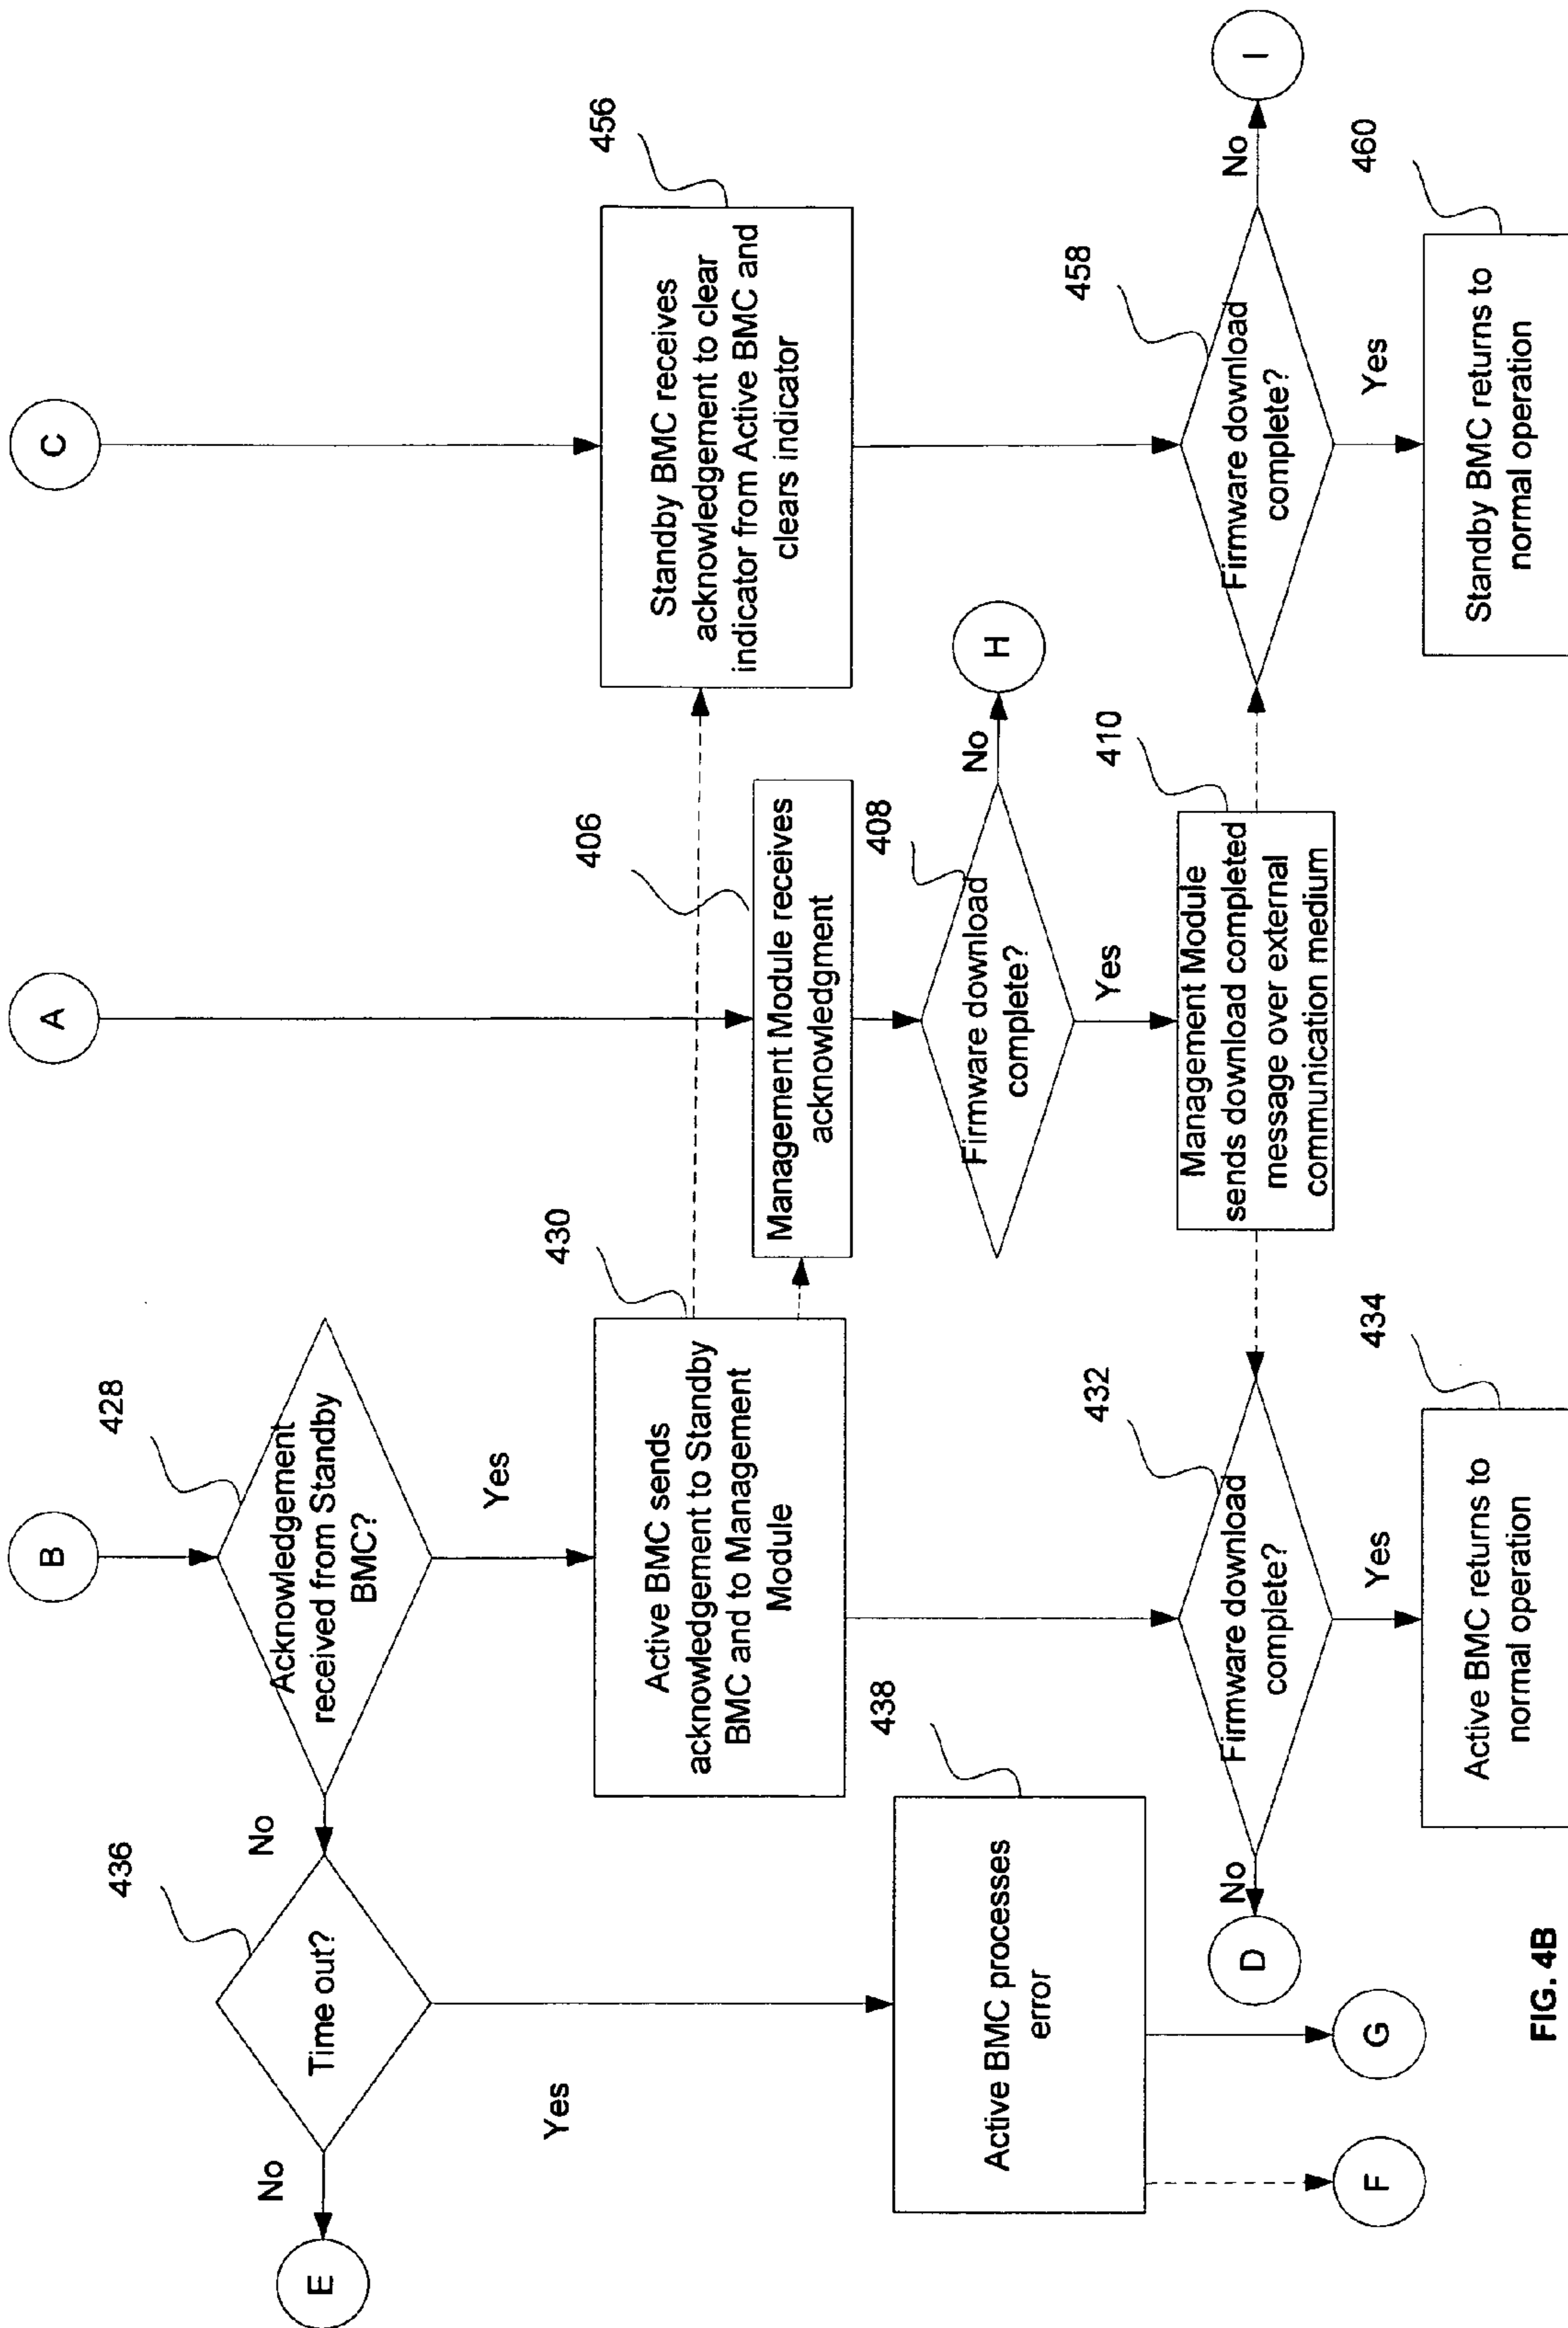 B
A
C
428
Acknowledgement
received from Standby
BMC?
No
436
Time out?
No
E
Yes
Yes
430
Active BMC sends
acknowledgement to Standby
BMC and to Management
Module
456
Standby BMC receives
acknowledgement to clear
indicator from Active BMC and
clears indicator
406
Management Module receives
acknowledgment
438
Active BMC processes
error
F
G
408
Firmware download
complete?
No
H
Yes
410
Management Module
sends download completed
message over external
communication medium
432
Firmware download
complete?
No
D
Yes
434
Active BMC returns to
normal operation
458
Firmware download
complete?
No
I
Yes
460
Standby BMC returns to
normal operation
FIG. 4B